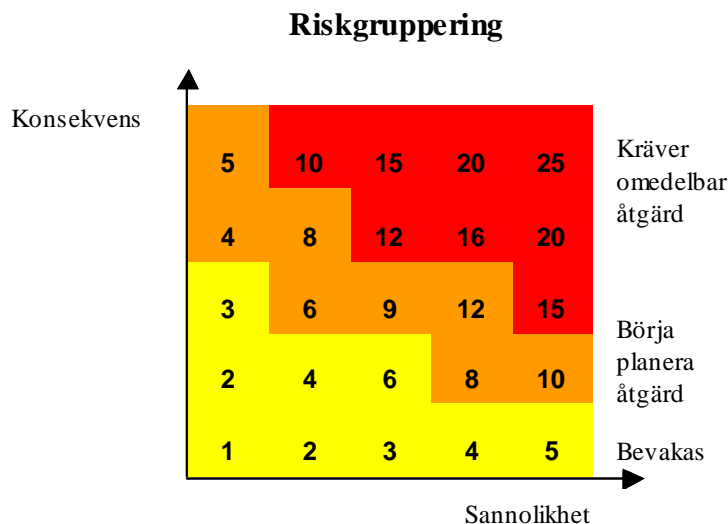 Riskgruppering
Konsekvens
5 10 15 20 25
4 8 12 16 20
3 6 9 12 15
2 4 6 8 10
1 2 3 4 5
Kräver
omedelbar
åtgärd
Börja
planera
åtgärd
Bevakas
Sannolikhet